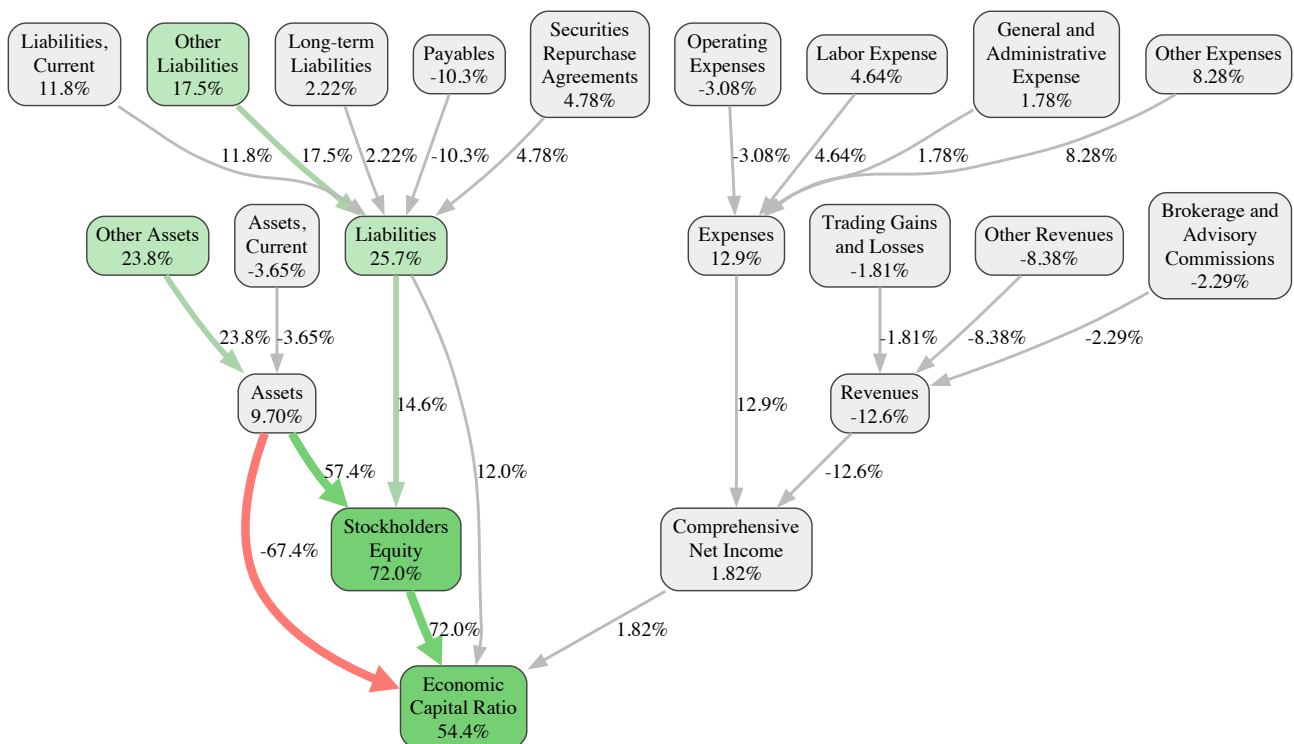 Liabilities,
Current
11.8%
Other
Liabilities
17.5%
Long-term
Liabilities
2.22%
Payables
-10.3%
Securities
Repurchase
Agreements
4.78%
Operating
Expenses
-3.08%
Labor Expense
4.64%
General and
Administrative
Expense
1.78%
Other Expenses
8.28%
11.8%
17.5%
2.22%
-10.3%
4.78%
-3.08%
4.64%
1.78%
8.28%
Other Assets
23.8%
Assets,
Current
-3.65%
Liabilities
25.7%
Expenses
12.9%
Trading Gains
and Losses
-1.81%
Other Revenues
-8.38%
Brokerage and
Advisory
Commissions
-2.29%
23.8%
-3.65%
-1.81%
-8.38%
-2.29%
Assets
9.70%
14.6%
12.9%
Revenues
-12.6%
57.4%
12.0%
-12.6%
-67.4%
Stockholders
Equity
72.0%
Comprehensive
Net Income
1.82%
72.0%
1.82%
Economic
Capital Ratio
54.4%